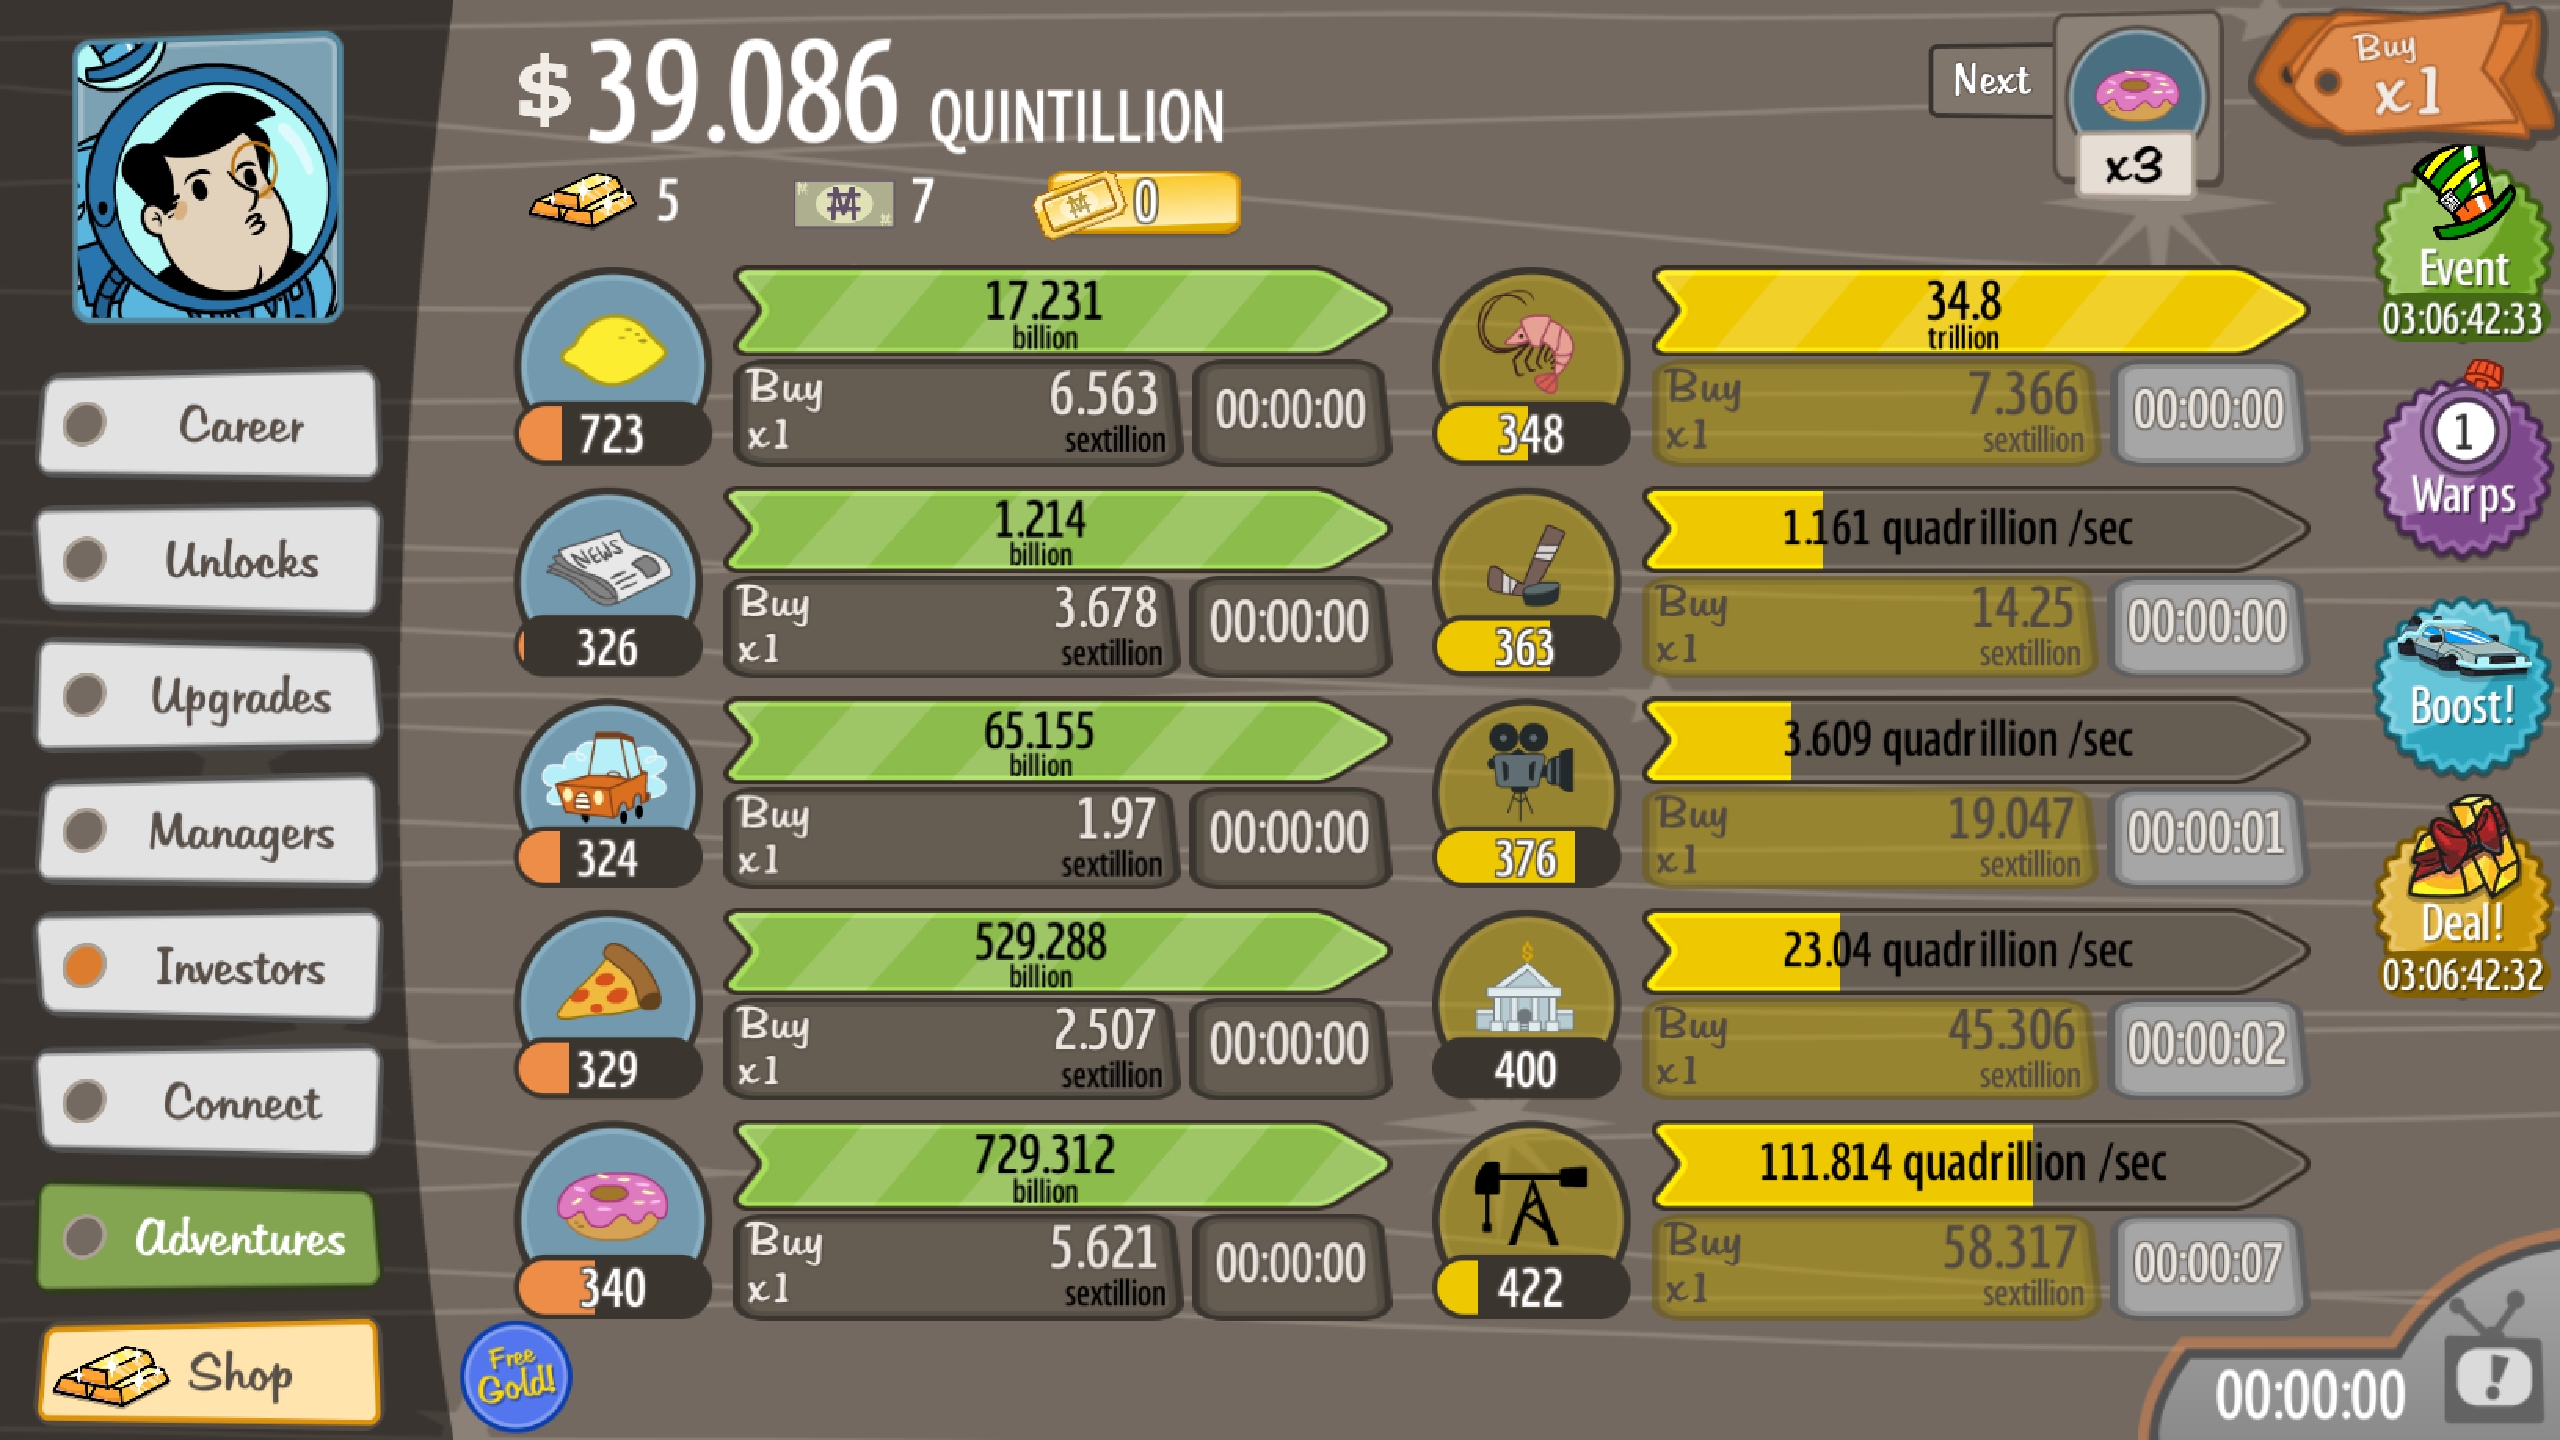 $ 39.086 QUINTILLION
Next
x3
Buy
x1
5
7
0
Event
03:06:42:33
1
Warps
Boost!
Deal!
03:06:42:32
Career
Unlocks
Upgrades
Managers
Investors
Connect
Adventures
Shop
Free
Gold!
17.231
billion
723
Buy
x1
6.563
sextillion
00:00:00
NEWS
1.214
billion
326
Buy
x1
3.678
sextillion
00:00:00
65.155
billion
324
Buy
x1
1.97
sextillion
00:00:00
529.288
billion
329
Buy
x1
2.507
sextillion
00:00:00
729.312
billion
340
Buy
x1
5.621
sextillion
00:00:00
34.8
trillion
348
Buy
x1
7.366
sextillion
00:00:00
1.161 quadrillion /sec
363
Buy
x1
14.25
sextillion
00:00:00
3.609 quadrillion /sec
376
Buy
x1
19.047
sextillion
00:00:01
23.04 quadrillion /sec
400
Buy
x1
45.306
sextillion
00:00:02
111.814 quadrillion /sec
422
Buy
x1
58.317
sextillion
00:00:07
00:00:00
!